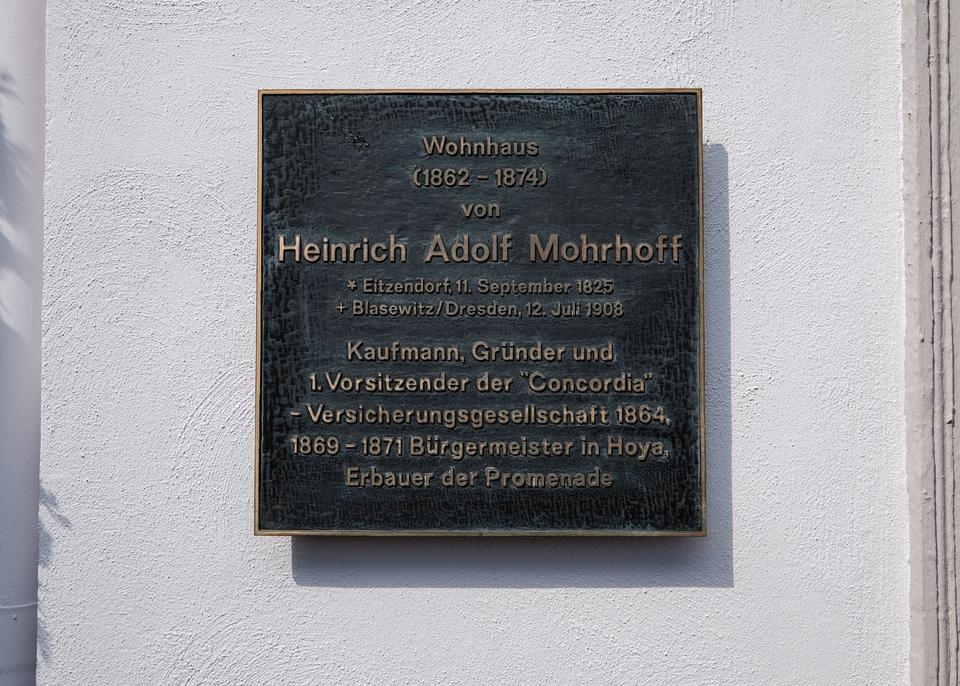 Wohnhaus
(1862 – 1874)
von
Heinrich Adolf Mohrhoff
* Eitzendorf, 11. September 1825
+ Blasewitz/Dresden, 12. Juli 1908
Kaufmann, Gründer und
1. Vorsitzender der "Concordia"
– Versicherungsgesellschaft 1864,
1869 – 1871 Bürgermeister in Hoya,
Erbauer der Promenade